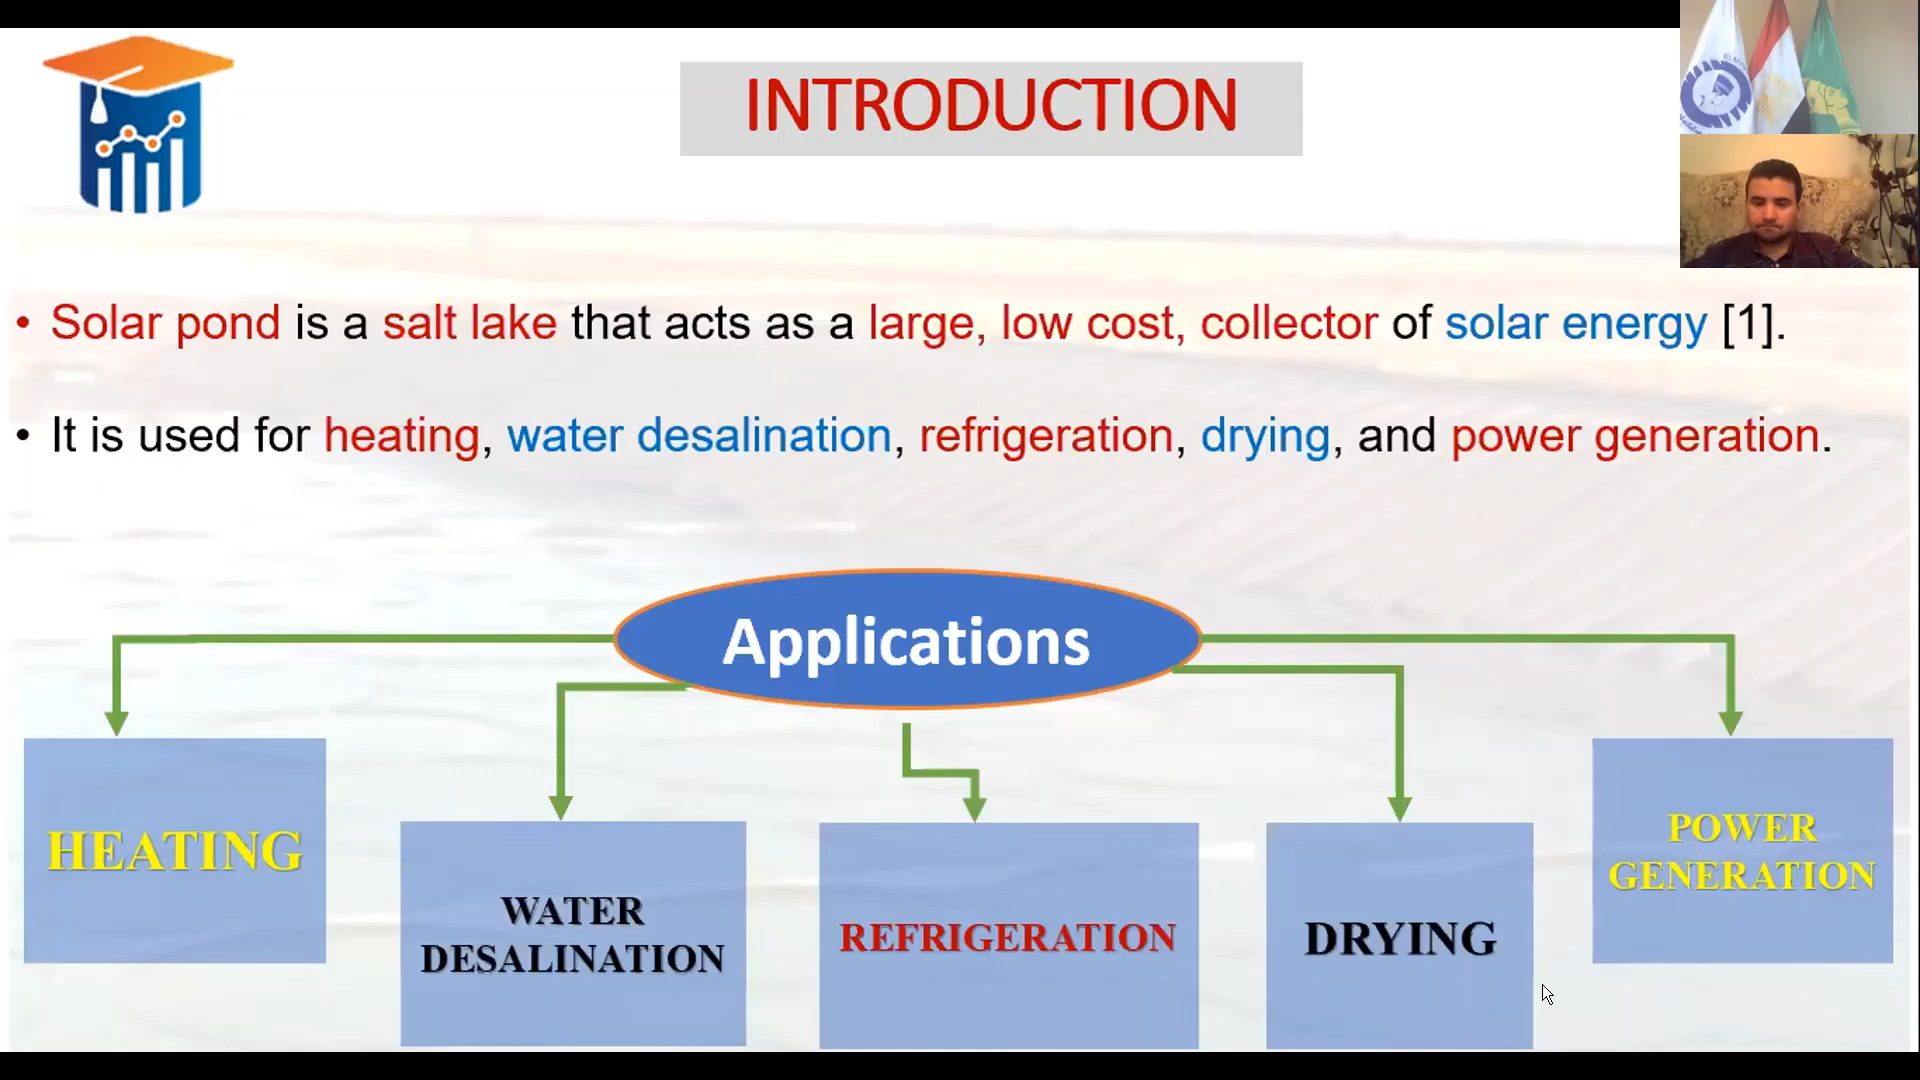 INTRODUCTION
• Solar pond is a salt lake that acts as a large, low cost, collector of solar energy [1].
• It is used for heating, water desalination, refrigeration, drying, and power generation.
Applications
HEATING
WATER
DESALINATION
REFRIGERATION
DRYING
POWER
GENERATION